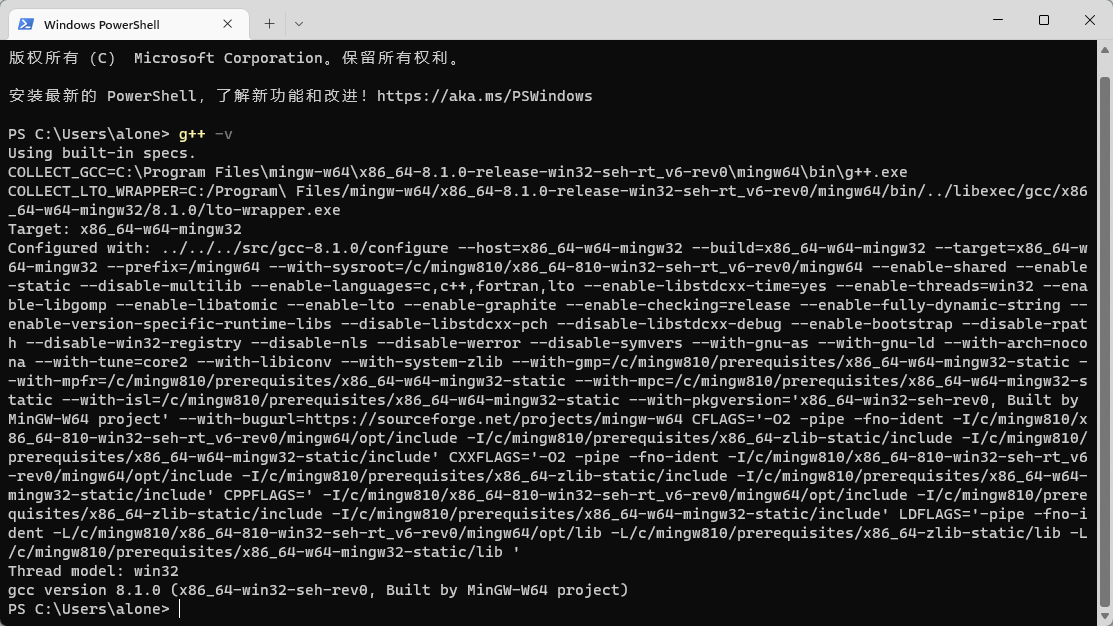 Windows PowerShell
版权所有 (C)  Microsoft Corporation。保留所有权利。
安装最新的 PowerShell，了解新功能和改进！https://aka.ms/PSWindows
PS C:\Users\alone> g++ -v
Using built-in specs.
COLLECT_GCC=C:\Program Files\mingw-w64\x86_64-8.1.0-release-win32-seh-rt_v6-rev0\mingw64\bin\g++.exe
COLLECT_LTO_WRAPPER=C:/Program\ Files/mingw-w64/x86_64-8.1.0-release-win32-seh-rt_v6-rev0/mingw64/bin/../libexec/gcc/x86
_64-w64-mingw32/8.1.0/lto-wrapper.exe
Target: x86_64-w64-mingw32
Configured with: ../../../src/gcc-8.1.0/configure --host=x86_64-w64-mingw32 --build=x86_64-w64-mingw32 --target=x86_64-w
64-mingw32 --prefix=/mingw64 --with-sysroot=/c/mingw810/x86_64-810-win32-seh-rt_v6-rev0/mingw64 --enable-shared --enable
-static --disable-multilib --enable-languages=c,c++,fortran,lto --enable-libstdcxx-time=yes --enable-threads=win32 --ena
ble-libgomp --enable-libatomic --enable-lto --enable-graphite --enable-checking=release --enable-fully-dynamic-string --
enable-version-specific-runtime-libs --disable-libstdcxx-pch --disable-libstdcxx-debug --enable-bootstrap --disable-rpat
h --disable-win32-registry --disable-nls --disable-werror --disable-symvers --with-gnu-as --with-gnu-ld --with-arch=noco
na --with-tune=core2 --with-libiconv --with-system-zlib --with-gmp=/c/mingw810/prerequisites/x86_64-w64-mingw32-static -
-with-mpfr=/c/mingw810/prerequisites/x86_64-w64-mingw32-static --with-mpc=/c/mingw810/prerequisites/x86_64-w64-mingw32-s
tatic --with-isl=/c/mingw810/prerequisites/x86_64-w64-mingw32-static --with-pkgversion='x86_64-win32-seh-rev0, Built by
MinGW-W64 project' --with-bugurl=https://sourceforge.net/projects/mingw-w64 CFLAGS='-O2 -pipe -fno-ident -I/c/mingw810/x
86_64-810-win32-seh-rt_v6-rev0/mingw64/opt/include -I/c/mingw810/prerequisites/x86_64-zlib-static/include -I/c/mingw810/
prerequisites/x86_64-w64-mingw32-static/include' CXXFLAGS='-O2 -pipe -fno-ident -I/c/mingw810/x86_64-810-win32-seh-rt_v6
-rev0/mingw64/opt/include -I/c/mingw810/prerequisites/x86_64-zlib-static/include -I/c/mingw810/prerequisites/x86_64-w64-
mingw32-static/include' CPPFLAGS=' -I/c/mingw810/x86_64-810-win32-seh-rt_v6-rev0/mingw64/opt/include -I/c/mingw810/prere
quisites/x86_64-zlib-static/include -I/c/mingw810/prerequisites/x86_64-w64-mingw32-static/include' LDFLAGS='-pipe -fno-i
dent -L/c/mingw810/x86_64-810-win32-seh-rt_v6-rev0/mingw64/opt/lib -L/c/mingw810/prerequisites/x86_64-zlib-static/lib -L
/c/mingw810/prerequisites/x86_64-w64-mingw32-static/lib '
Thread model: win32
gcc version 8.1.0 (x86_64-win32-seh-rev0, Built by MinGW-W64 project)
PS C:\Users\alone>